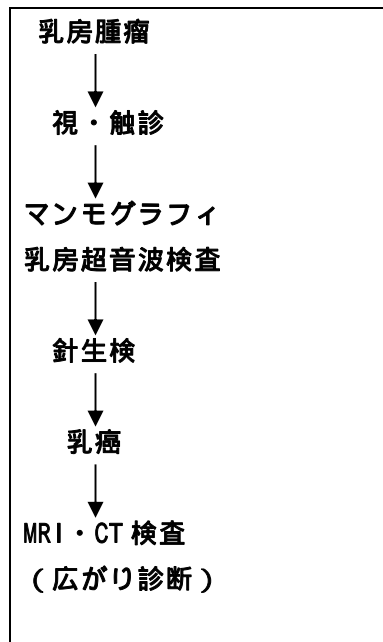 乳房腫瘤
視・触診
マンモグラフィ
乳房超音波検査
針生検
乳癌
MRI・CT 検査
(広がり診断)